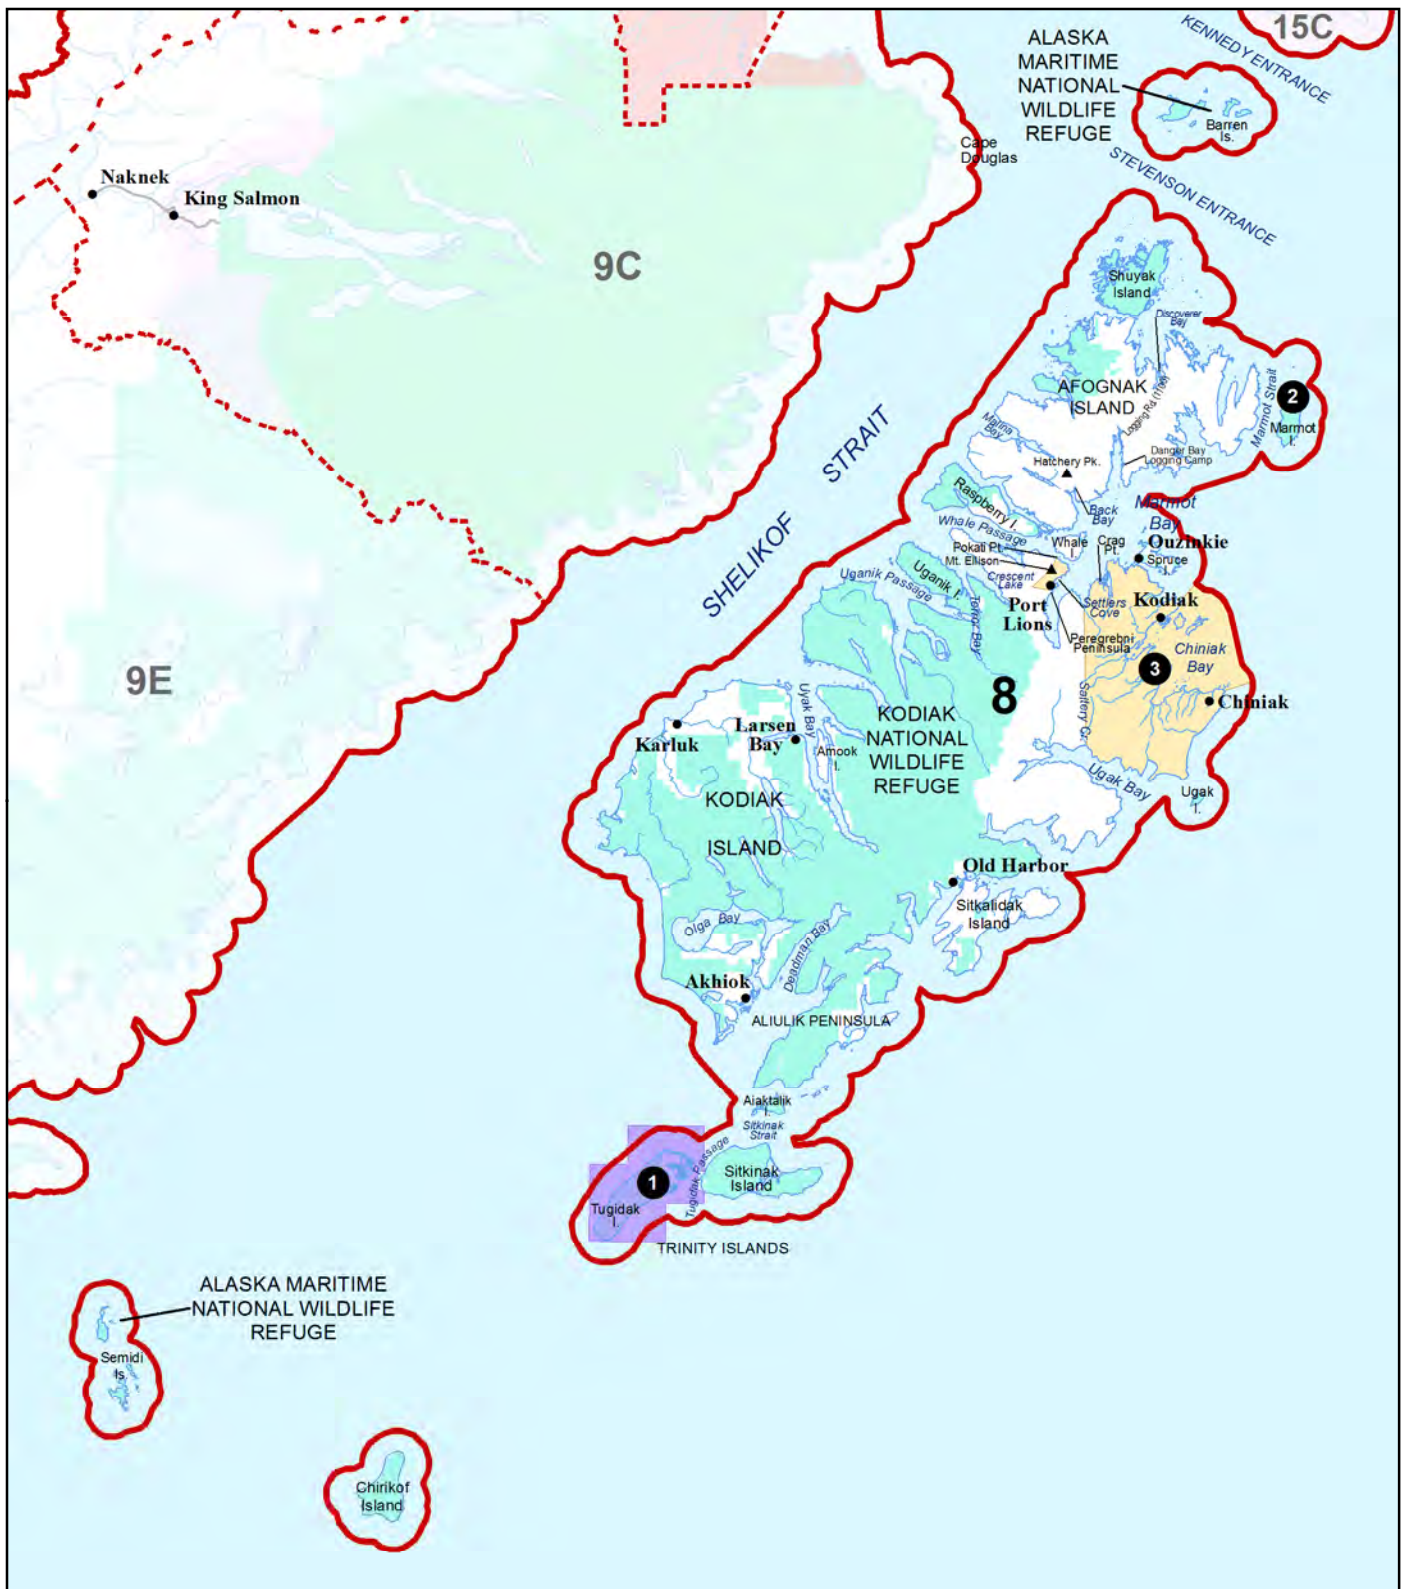 15C
KENNEDY ENTRANCE
ALASKA
MARITIME
NATIONAL
WILDLIFE
REFUGE
Barren
Is.
Cape
Douglas
STEVENSON ENTRANCE
Naknek
King Salmon
9C
Shuyak
Island
Discoverer
Bay
AFOGNAK
ISLAND
Logging Rd (1100)
Marmot Strait
2
Marmot
I.
Malina
Bay
Danger Bay
Logging Camp
Hatchery Pk.
SHELIKOF STRAIT
Raspberry I.
Back
Bay
Marmot
Bay
Whale Passage
Whale
I.
Crag
Pt.
Ouzinkie
Spruce
I.
Pokati Pt.
Mt. Ellison
Crescent
Lake
Uganik Passage
Uganik I.
Terror Bay
Port
Lions
Settlers
Cove
Kodiak
Peregrebni
Peninsula
Chiniak
Bay
3
9E
8
Chiniak
Saltery Cr.
Uyak Bay
KODIAK
NATIONAL
WILDLIFE
REFUGE
Karluk
Larsen
Bay
Amook
I.
Ugak Bay
Ugak
I.
KODIAK
ISLAND
Old Harbor
Sitkalidak
Island
Olga Bay
Deadman Bay
Akhiok
ALIULIK PENINSULA
Aiaktalik
I.
Sitkinak
Strait
Tugidak Passage
1
Sitkinak
Island
Tugidak
I.
TRINITY ISLANDS
ALASKA MARITIME
NATIONAL WILDLIFE
REFUGE
Semidi
Is.
Chirikof
Island